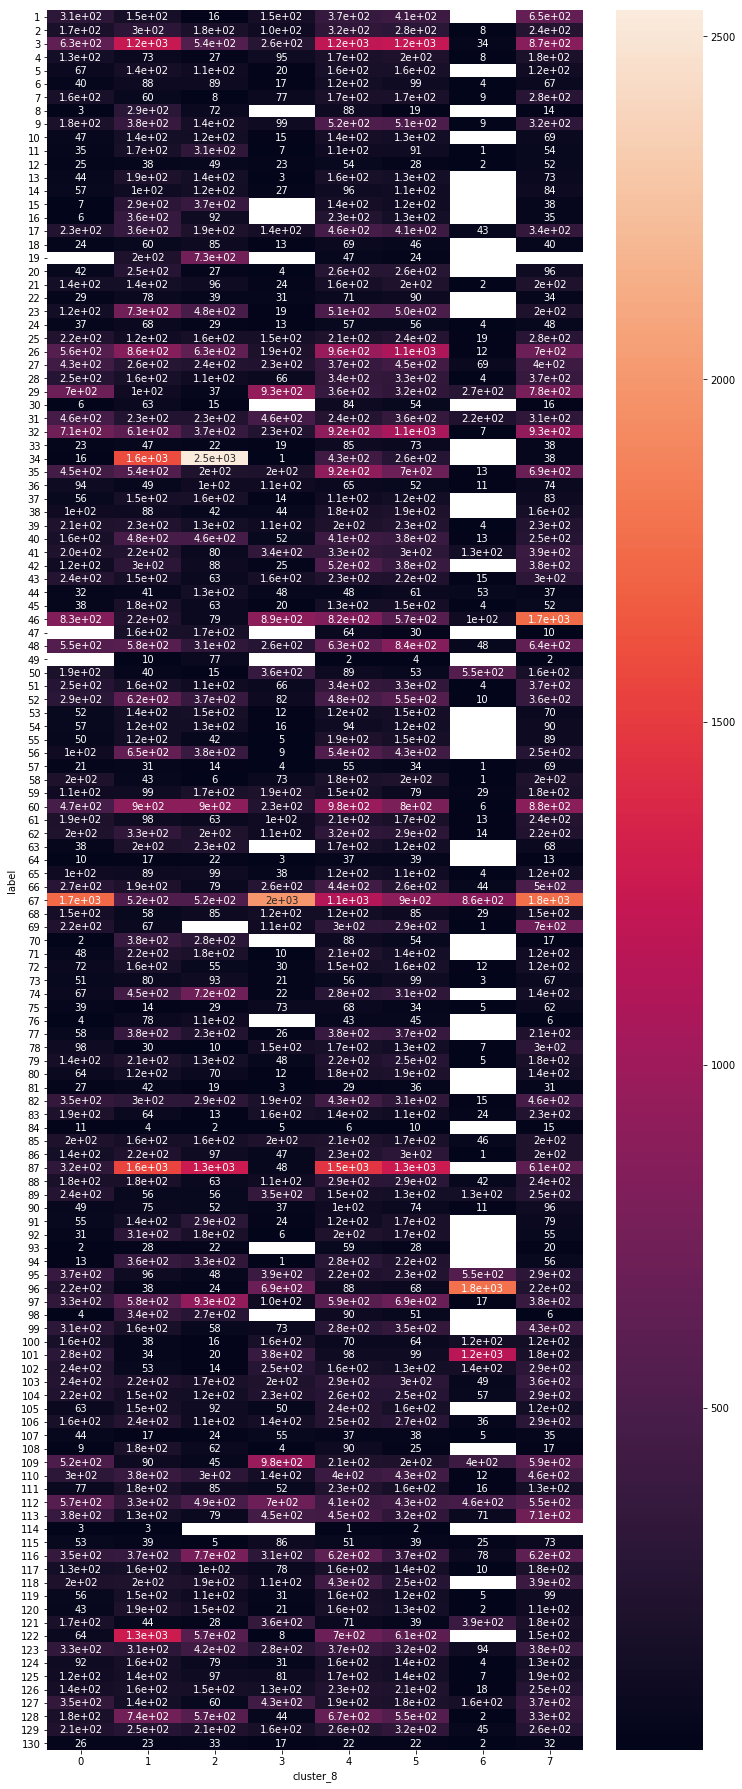 1 3.1e+02 1.5e+02 16 1.5e+02 3.7e+02 4.1e+02 6.5e+02
2 1.7e+02 3e+02 1.8e+02 1.0e+02 3.2e+02 2.8e+02 8 2.4e+02
3 6.3e+02 1.2e+03 5.4e+02 2.6e+02 1.2e+03 1.2e+03 34 8.7e+02
4 1.3e+02 73 27 95 1.7e+02 2e+02 8 1.8e+02
5 67 1.4e+02 1.1e+02 20 1.6e+02 1.6e+02 1.2e+02
6 40 88 89 17 1.2e+02 99 4 67
7 1.6e+02 60 8 77 1.7e+02 1.7e+02 9 2.8e+02
8 3 2.9e+02 72 88 19 14
9 1.8e+02 3.8e+02 1.4e+02 99 5.2e+02 5.1e+02 9 3.2e+02
10 47 1.4e+02 1.2e+02 15 1.4e+02 1.3e+02 69
11 35 1.7e+02 3.1e+02 7 1.1e+02 91 1 54
12 25 38 49 23 54 28 2 52
13 44 1.9e+02 1.4e+02 3 1.6e+02 1.3e+02 73
14 57 1e+02 1.2e+02 27 96 1.1e+02 84
15 7 2.9e+02 3.7e+02 1.4e+02 1.2e+02 38
16 6 3.6e+02 92 2.3e+02 1.3e+02 35
17 2.3e+02 3.6e+02 1.9e+02 1.4e+02 4.6e+02 4.1e+02 43 3.4e+02
18 24 60 85 13 69 46 40
19 2e+02 7.3e+02 47 24
20 42 2.5e+02 27 4 2.6e+02 2.6e+02 96
21 1.4e+02 1.4e+02 96 24 1.6e+02 2e+02 2 2e+02
22 29 78 39 31 71 90 34
23 1.2e+02 7.3e+02 4.8e+02 19 5.1e+02 5.0e+02 2e+02
24 37 68 29 13 57 56 4 48
25 2.2e+02 1.2e+02 1.6e+02 1.5e+02 2.1e+02 2.4e+02 19 2.8e+02
26 5.6e+02 8.6e+02 6.3e+02 1.9e+02 9.6e+02 1.1e+03 12 7e+02
27 4.3e+02 2.6e+02 2.4e+02 2.3e+02 3.7e+02 4.5e+02 69 4e+02
28 2.5e+02 1.6e+02 1.1e+02 66 3.4e+02 3.3e+02 4 3.7e+02
29 7e+02 1e+02 37 9.3e+02 3.6e+02 3.2e+02 2.7e+02 7.8e+02
30 6 63 15 84 54 16
31 4.6e+02 2.3e+02 2.3e+02 4.6e+02 2.4e+02 3.6e+02 2.2e+02 3.1e+02
32 7.1e+02 6.1e+02 3.7e+02 2.3e+02 9.2e+02 1.1e+03 7 9.3e+02
33 23 47 22 19 85 73 38
34 16 1.6e+03 2.5e+03 1 4.3e+02 2.6e+02 38
35 4.5e+02 5.4e+02 2e+02 2e+02 9.2e+02 7e+02 13 6.9e+02
36 94 49 1e+02 1.1e+02 65 52 11 74
37 56 1.5e+02 1.6e+02 14 1.1e+02 1.2e+02 83
38 1e+02 88 42 44 1.8e+02 1.9e+02 1.6e+02
39 2.1e+02 2.3e+02 1.3e+02 1.1e+02 2e+02 2.3e+02 4 2.3e+02
40 1.6e+02 4.8e+02 4.6e+02 52 4.1e+02 3.8e+02 13 2.5e+02
41 2.0e+02 2.2e+02 80 3.4e+02 3.3e+02 3e+02 1.3e+02 3.9e+02
42 1.2e+02 3e+02 88 25 5.2e+02 3.8e+02 3.8e+02
43 2.4e+02 1.5e+02 63 1.6e+02 2.3e+02 2.2e+02 15 3e+02
44 32 41 1.3e+02 48 48 61 53 37
45 38 1.8e+02 63 20 1.3e+02 1.5e+02 4 52
46 8.3e+02 2.2e+02 79 8.9e+02 8.2e+02 5.7e+02 1e+02 1.7e+03
47 1.6e+02 1.7e+02 64 30 10
48 5.5e+02 5.8e+02 3.1e+02 2.6e+02 6.3e+02 8.4e+02 48 6.4e+02
49 10 77 2 4 2
50 1.9e+02 40 15 3.6e+02 89 53 5.5e+02 1.6e+02
51 2.5e+02 1.6e+02 1.1e+02 66 3.4e+02 3.3e+02 4 3.7e+02
52 2.9e+02 6.2e+02 3.7e+02 82 4.8e+02 5.5e+02 10 3.6e+02
53 52 1.4e+02 1.5e+02 12 1.2e+02 1.5e+02 70
54 57 1.2e+02 1.3e+02 16 94 1.2e+02 90
55 50 1.2e+02 42 5 1.9e+02 1.5e+02 89
56 1e+02 6.5e+02 3.8e+02 9 5.4e+02 4.3e+02 2.5e+02
57 21 31 14 4 55 34 1 69
58 2e+02 43 6 73 1.8e+02 2e+02 1 2e+02
59 1.1e+02 99 1.7e+02 1.9e+02 1.5e+02 79 29 1.8e+02
60 4.7e+02 9e+02 9e+02 2.3e+02 9.8e+02 8e+02 6 8.8e+02
61 1.9e+02 98 63 1e+02 2.1e+02 1.7e+02 13 2.4e+02
62 2e+02 3.3e+02 2e+02 1.1e+02 3.2e+02 2.9e+02 14 2.2e+02
63 38 2e+02 2.3e+02 1.7e+02 1.2e+02 68
64 10 17 22 3 37 39 13
65 1e+02 89 99 38 1.2e+02 1.1e+02 4 1.2e+02
66 2.7e+02 1.9e+02 79 2.6e+02 4.4e+02 2.6e+02 44 5e+02
67 1.7e+03 5.2e+02 5.2e+02 2e+03 1.1e+03 9e+02 8.6e+02 1.8e+03
68 1.5e+02 58 85 1.2e+02 1.2e+02 85 29 1.5e+02
69 2.2e+02 67 1.1e+02 3e+02 2.9e+02 1 7e+02
70 2 3.8e+02 2.8e+02 88 54 17
71 48 2.2e+02 1.8e+02 10 2.1e+02 1.4e+02 1.2e+02
72 72 1.6e+02 55 30 1.5e+02 1.6e+02 12 1.2e+02
73 51 80 93 21 56 99 3 67
74 67 4.5e+02 7.2e+02 22 2.8e+02 3.1e+02 1.4e+02
75 39 14 29 73 68 34 5 62
76 4 78 1.1e+02 43 45 6
77 58 3.8e+02 2.3e+02 26 3.8e+02 3.7e+02 2.1e+02
78 98 30 10 1.5e+02 1.7e+02 1.3e+02 7 3e+02
79 1.4e+02 2.1e+02 1.3e+02 48 2.2e+02 2.5e+02 5 1.8e+02
80 64 1.2e+02 70 12 1.8e+02 1.9e+02 1.4e+02
81 27 42 19 3 29 36 31
82 3.5e+02 3e+02 2.9e+02 1.9e+02 4.3e+02 3.1e+02 15 4.6e+02
83 1.9e+02 64 13 1.6e+02 1.4e+02 1.1e+02 24 2.3e+02
84 11 4 2 5 6 10 15
85 2e+02 1.6e+02 1.6e+02 2e+02 2.1e+02 1.7e+02 46 2e+02
86 1.4e+02 2.2e+02 97 47 2.3e+02 3e+02 1 2e+02
87 3.2e+02 1.6e+03 1.3e+03 48 1.5e+03 1.3e+03 6.1e+02
88 1.8e+02 1.8e+02 63 1.1e+02 2.9e+02 2.9e+02 42 2.4e+02
89 2.4e+02 56 56 3.5e+02 1.5e+02 1.3e+02 1.3e+02 2.5e+02
90 49 75 52 37 1e+02 74 11 96
91 55 1.4e+02 2.9e+02 24 1.2e+02 1.7e+02 79
92 31 3.1e+02 1.8e+02 6 2e+02 1.7e+02 55
93 2 28 22 59 28 20
94 13 3.6e+02 3.3e+02 1 2.8e+02 2.2e+02 56
95 3.7e+02 96 48 3.9e+02 2.2e+02 2.3e+02 5.5e+02 2.9e+02
96 2.2e+02 38 24 6.9e+02 88 68 1.8e+03 2.2e+02
97 3.3e+02 5.8e+02 9.3e+02 1.0e+02 5.9e+02 6.9e+02 17 3.8e+02
98 4 3.4e+02 2.7e+02 90 51 6
99 3.1e+02 1.6e+02 58 73 2.8e+02 3.5e+02 4.3e+02
100 1.6e+02 38 16 1.6e+02 70 64 1.2e+02 1.2e+02
101 2.8e+02 34 20 3.8e+02 98 99 1.2e+03 1.8e+02
102 2.4e+02 53 14 2.5e+02 1.6e+02 1.3e+02 1.4e+02 2.9e+02
103 2.4e+02 2.2e+02 1.7e+02 2e+02 2.9e+02 3e+02 49 3.6e+02
104 2.2e+02 1.5e+02 1.2e+02 2.3e+02 2.6e+02 2.5e+02 57 2.9e+02
105 63 1.5e+02 92 50 2.4e+02 1.6e+02 1.2e+02
106 1.6e+02 2.4e+02 1.1e+02 1.4e+02 2.5e+02 2.7e+02 36 2.9e+02
107 44 17 24 55 37 38 5 35
108 9 1.8e+02 62 4 90 25 17
109 5.2e+02 90 45 9.8e+02 2.1e+02 2e+02 4e+02 5.9e+02
110 3e+02 3.8e+02 3e+02 1.4e+02 4e+02 4.3e+02 12 4.6e+02
111 77 1.8e+02 85 52 2.3e+02 1.6e+02 16 1.3e+02
112 5.7e+02 3.3e+02 4.9e+02 7e+02 4.1e+02 4.3e+02 4.6e+02 5.5e+02
113 3.8e+02 1.3e+02 79 4.5e+02 4.5e+02 3.2e+02 71 7.1e+02
114 3 3 1 2
115 53 39 5 86 51 39 25 73
116 3.5e+02 3.7e+02 7.7e+02 3.1e+02 6.2e+02 3.7e+02 78 6.2e+02
117 1.3e+02 1.6e+02 1e+02 78 1.6e+02 1.4e+02 10 1.8e+02
118 2e+02 2e+02 1.9e+02 1.1e+02 4.3e+02 2.5e+02 3.9e+02
119 56 1.5e+02 1.1e+02 31 1.6e+02 1.2e+02 5 99
120 43 1.9e+02 1.5e+02 21 1.6e+02 1.3e+02 2 1.1e+02
121 1.7e+02 44 28 3.6e+02 71 39 3.9e+02 1.8e+02
122 64 1.3e+03 5.7e+02 8 7e+02 6.1e+02 1.5e+02
123 3.3e+02 3.1e+02 4.2e+02 2.8e+02 3.7e+02 3.2e+02 94 3.8e+02
124 92 1.6e+02 79 31 1.6e+02 1.4e+02 4 1.3e+02
125 1.2e+02 1.4e+02 97 81 1.7e+02 1.4e+02 7 1.9e+02
126 1.4e+02 1.6e+02 1.5e+02 1.3e+02 2.3e+02 2.1e+02 18 2.5e+02
127 3.5e+02 1.4e+02 60 4.3e+02 1.9e+02 1.8e+02 1.6e+02 3.7e+02
128 1.8e+02 7.4e+02 5.7e+02 44 6.7e+02 5.5e+02 2 3.3e+02
129 2.1e+02 2.5e+02 2.1e+02 1.6e+02 2.6e+02 3.2e+02 45 2.6e+02
130 26 23 33 17 22 22 2 32
0 1 2 3 4 5 6 7
cluster_8
label
2500
2000
1500
1000
500